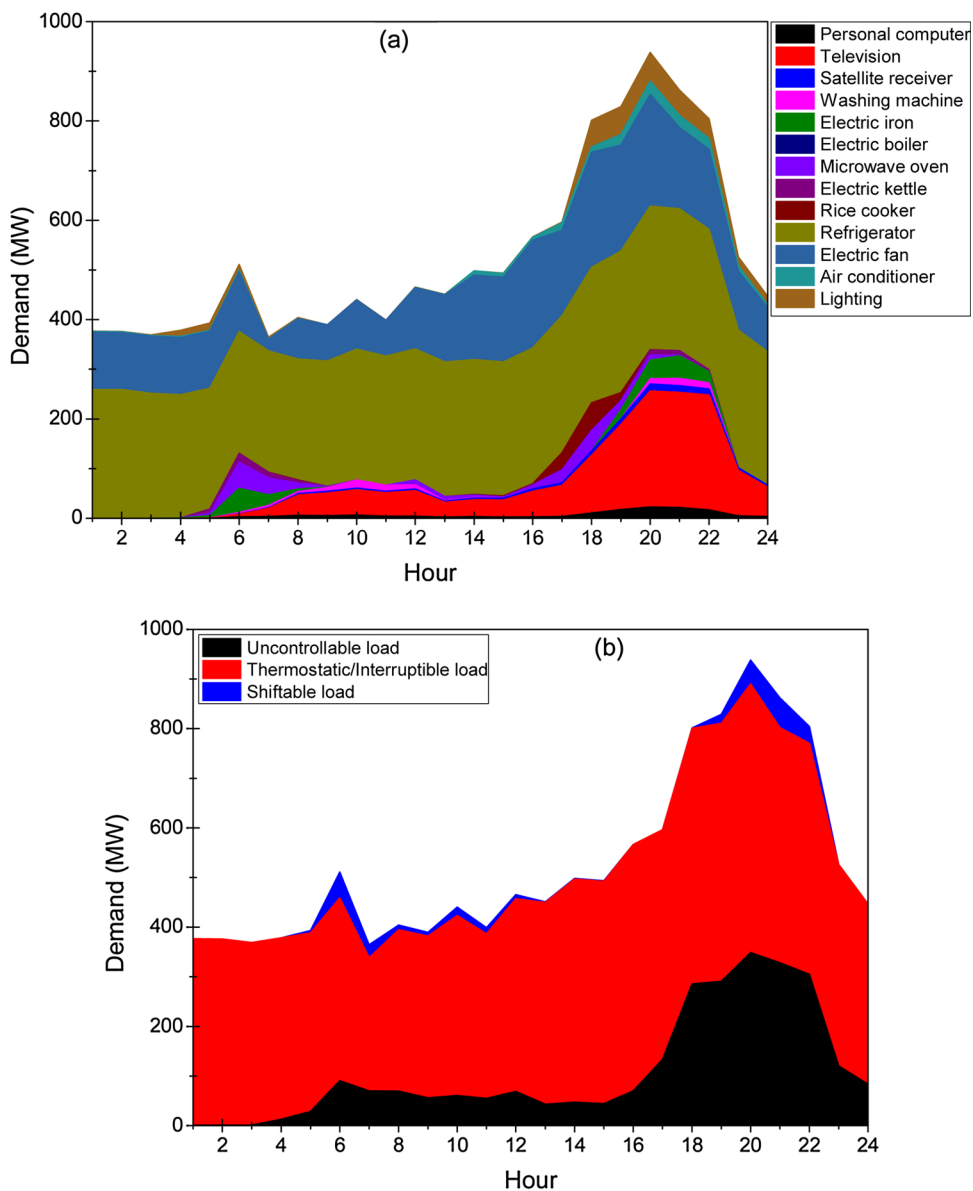 (a)
1000
800
600
400
200
0
Demand (MW)
2 4 6 8 10 12 14 16 18 20 22 24
Hour
Personal computer
Television
Satellite receiver
Washing machine
Electric iron
Electric boiler
Microwave oven
Electric kettle
Rice cooker
Refrigerator
Electric fan
Air conditioner
Lighting
(b)
1000
800
600
400
200
0
Demand (MW)
Uncontrollable load
Thermostatic/Interruptible load
Shiftable load
2 4 6 8 10 12 14 16 18 20 22 24
Hour